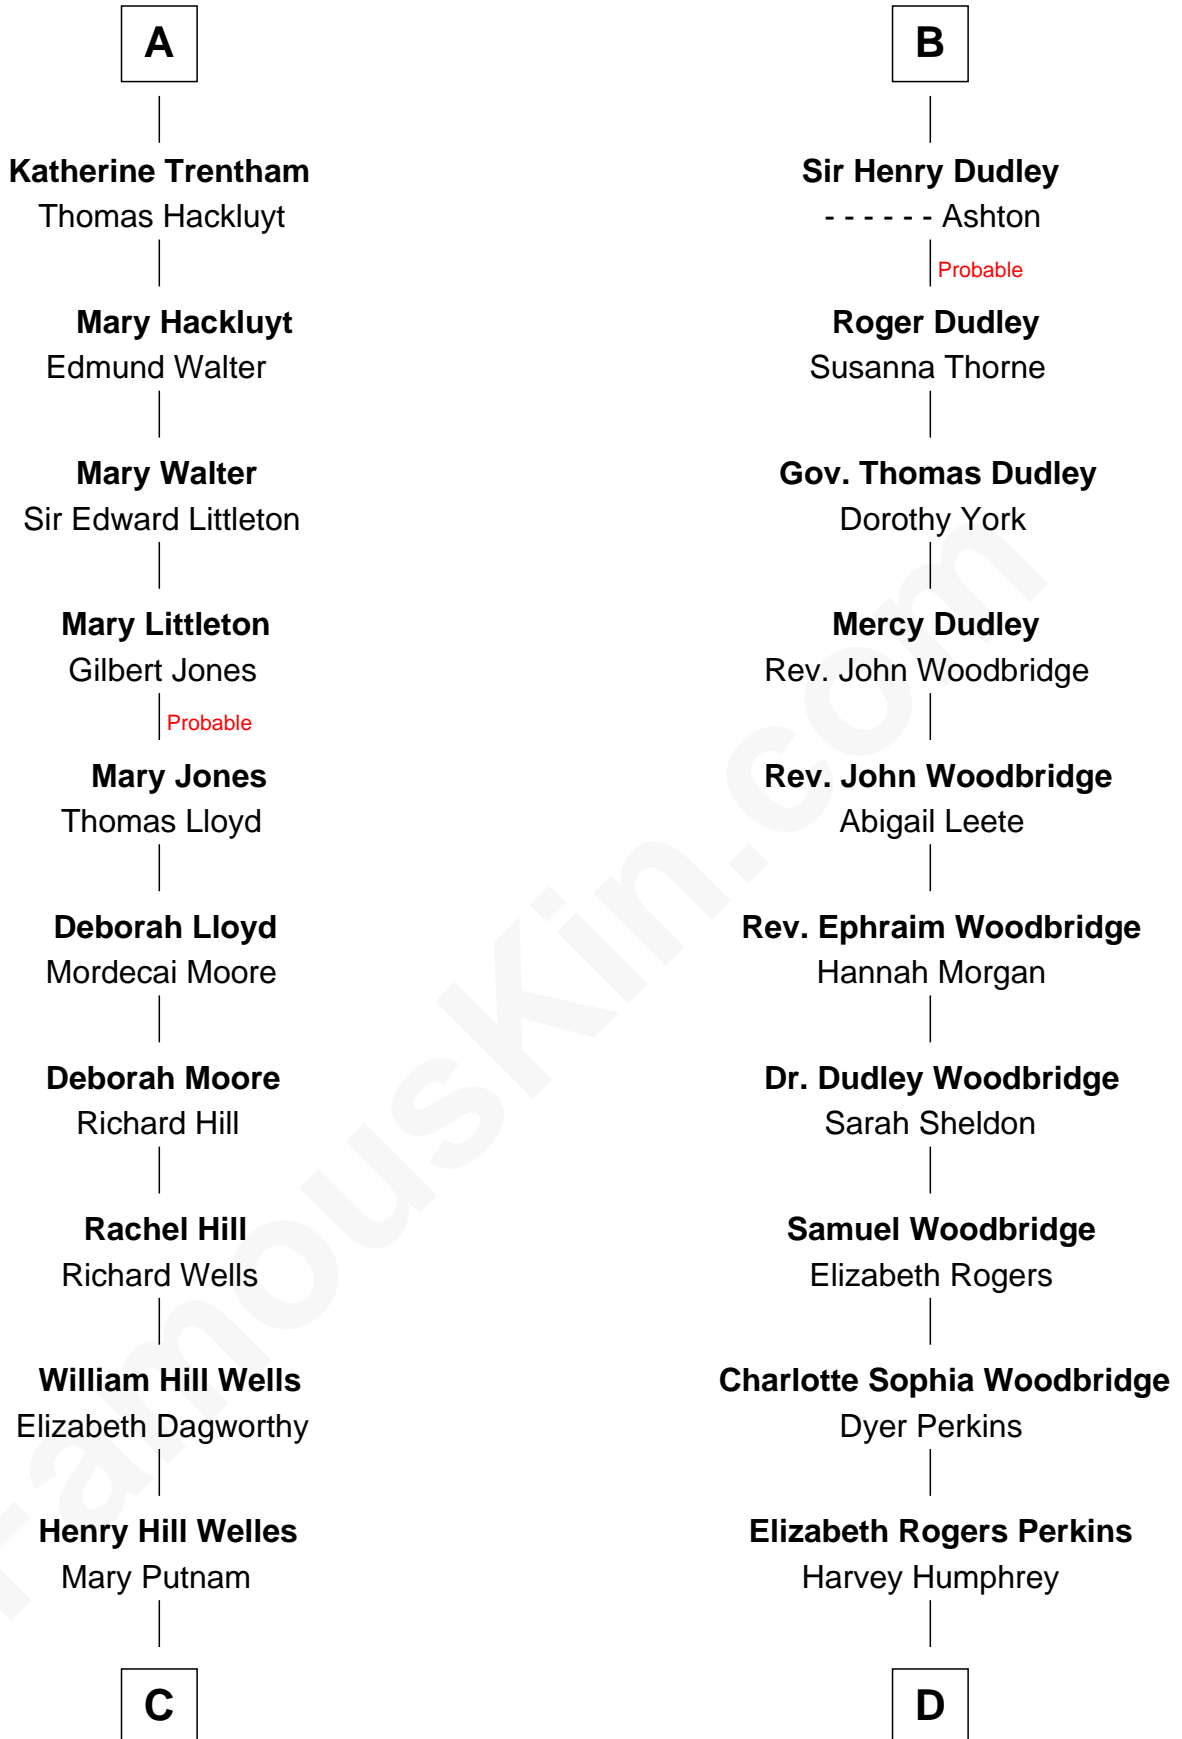 A
Katherine Trentham
Thomas Hackluyt
Mary Hackluyt
Edmund Walter
Mary Walter
Sir Edward Littleton
Mary Littleton
Gilbert Jones
Probable
Mary Jones
Thomas Lloyd
Deborah Lloyd
Mordecai Moore
Deborah Moore
Richard Hill
Rachel Hill
Richard Wells
William Hill Wells
Elizabeth Dagworthy
Henry Hill Welles
Mary Putnam
C
B
Sir Henry Dudley
- - - - - - Ashton
Probable
Roger Dudley
Susanna Thorne
Gov. Thomas Dudley
Dorothy York
Mercy Dudley
Rev. John Woodbridge
Rev. John Woodbridge
Abigail Leete
Rev. Ephraim Woodbridge
Hannah Morgan
Dr. Dudley Woodbridge
Sarah Sheldon
Samuel Woodbridge
Elizabeth Rogers
Charlotte Sophia Woodbridge
Dyer Perkins
Elizabeth Rogers Perkins
Harvey Humphrey
D
FamousKin.com